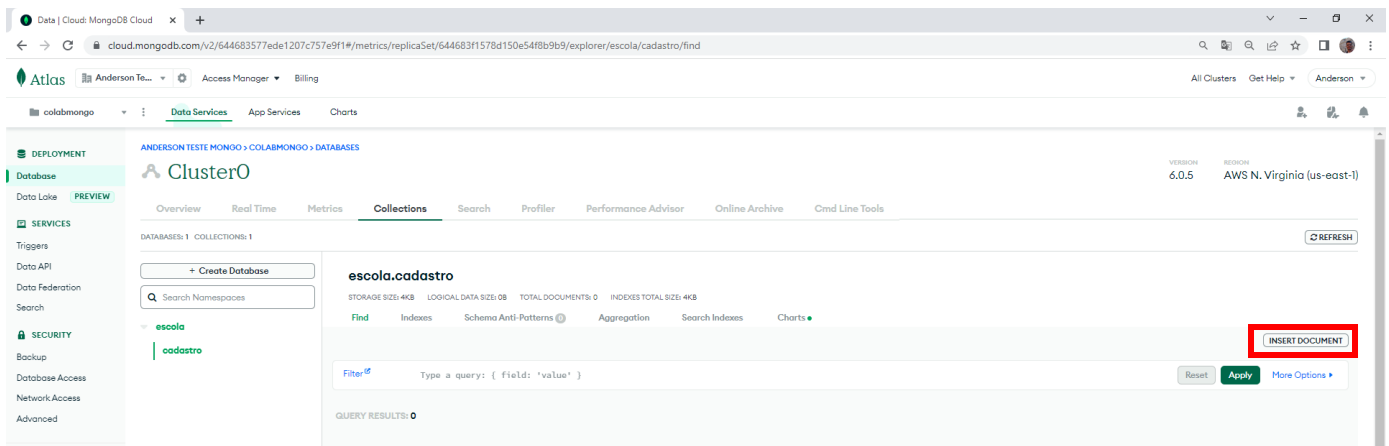 Data | Cloud: MongoDB Cloud
cloud.mongodb.com/v2/644683577ede1207c757e9f1#/metrics/replicaSet/644683f1578d150e54f8b9b9/explorer/escola/cadastro/find
Atlas Anderson Te... Access Manager Billing All Clusters Get Help Anderson
colabmongo Data Services App Services Charts
DEPLOYMENT
Database
Data Lake PREVIEW
SERVICES
Triggers
Data API
Data Federation
Search
SECURITY
Backup
Database Access
Network Access
Advanced
ANDERSON TESTE MONGO > COLABMONGO > DATABASES
Cluster0
VERSION REGION
6.0.5 AWS N. Virginia (us-east-1)
Overview Real Time Metrics Collections Search Profiler Performance Advisor Online Archive Cmd Line Tools
DATABASES: 1 COLLECTIONS: 1 REFRESH
+ Create Database
Search Namespaces
escola
cadastro
escola.cadastro
STORAGE SIZE: 4KB LOGICAL DATA SIZE: 0B TOTAL DOCUMENTS: 0 INDEXES TOTAL SIZE: 4KB
Find Indexes Schema Anti-Patterns 0 Aggregation Search Indexes Charts
INSERT DOCUMENT
Filter Type a query: { field: 'value' } Reset Apply More Options
QUERY RESULTS: 0